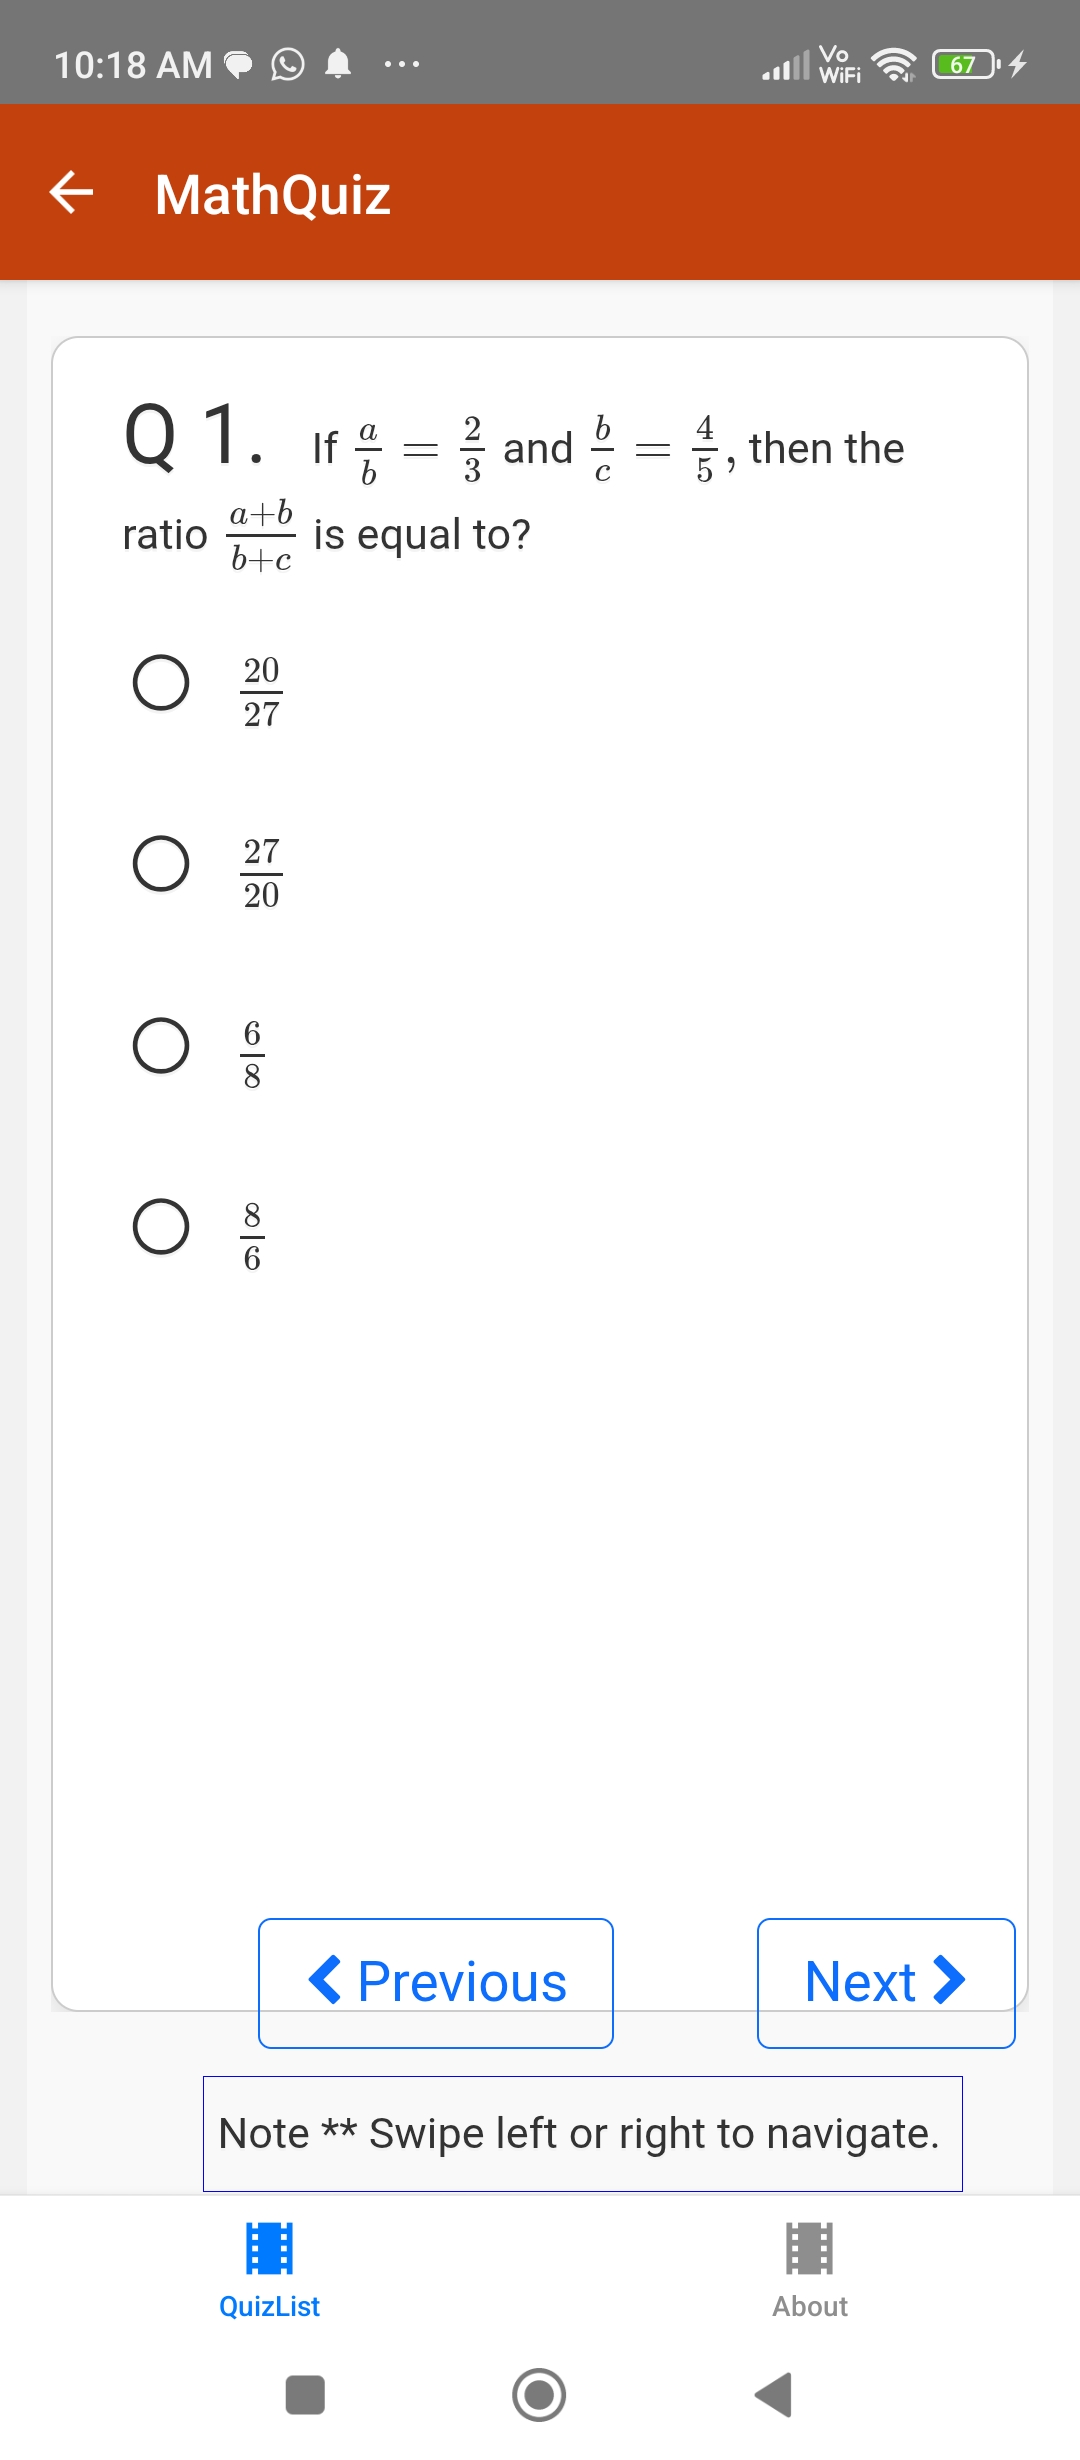 10:18 AM
Vo WiFi
67
MathQuiz
Q 1. If a/b = 2/3 and b/c = 4/5, then the
ratio a+b/b+c is equal to?
20/27
27/20
6/8
8/6
Previous Next
Note ** Swipe left or right to navigate.
QuizList About